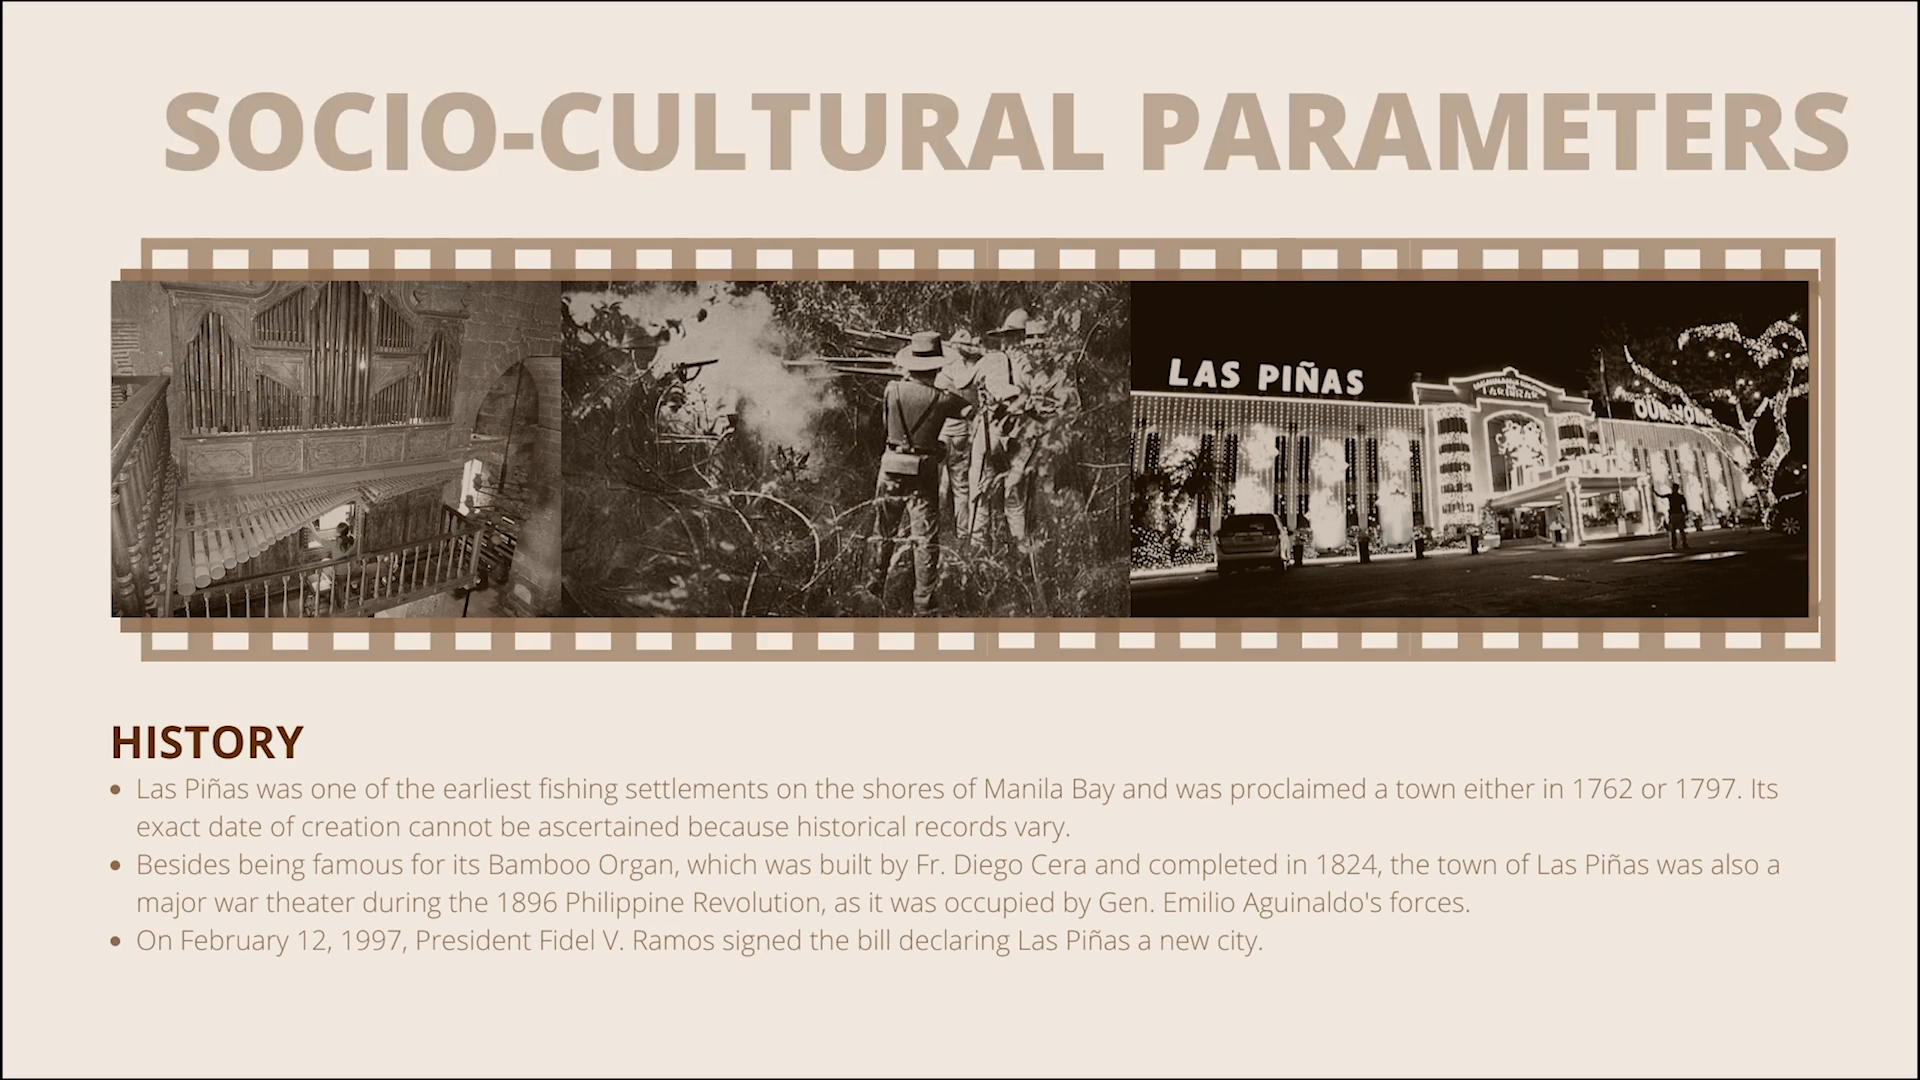 SOCIO-CULTURAL PARAMETERS
LAS PIÑAS
HISTORY
• Las Piñas was one of the earliest fishing settlements on the shores of Manila Bay and was proclaimed a town either in 1762 or 1797. Its
exact date of creation cannot be ascertained because historical records vary.
• Besides being famous for its Bamboo Organ, which was built by Fr. Diego Cera and completed in 1824, the town of Las Piñas was also a
major war theater during the 1896 Philippine Revolution, as it was occupied by Gen. Emilio Aguinaldo's forces.
• On February 12, 1997, President Fidel V. Ramos signed the bill declaring Las Piñas a new city.